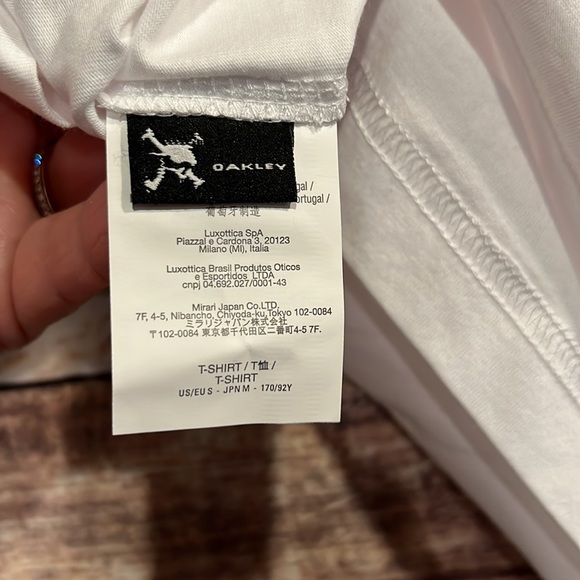 OAKLEY
gal /
ortugal /
葡萄牙制造
Luxottica SpA
Piazzal e Cardona 3, 20123
Milano (MI), Italia
Luxottica Brasil Produtos Oticos
e Esportidos LTDA
cnpj 04.692.027/0001-43
Mirari Japan Co.LTD.
7F, 4-5, Nibancho, Chiyoda-ku,Tokyo 102-0084
ミラリジャパン株式会社
〒102-0084 東京都千代田区二番町4-5 7F.
T-SHIRT / T恤 /
T-SHIRT
US/EU S - JPN M - 170/92Y